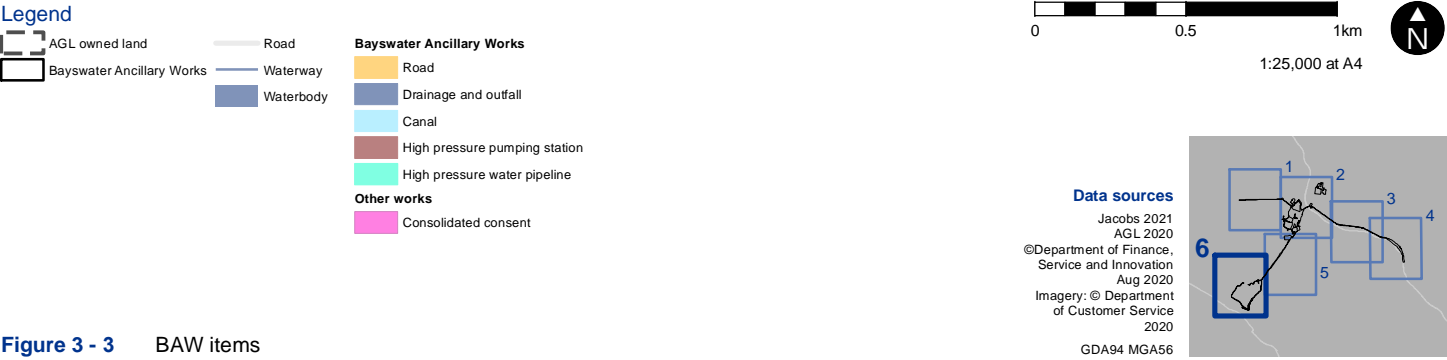 Legend
AGL owned land
Bayswater Ancillary Works
Road
Waterway
Waterbody
Bayswater Ancillary Works
Road
Drainage and outfall
Canal
High pressure pumping station
High pressure water pipeline
Other works
Consolidated consent
0 0.5 1km
1:25,000 at A4
N
Data sources
Jacobs 2021
AGL 2020
©Department of Finance,
Service and Innovation
Aug 2020
Imagery: © Department
of Customer Service
2020
GDA94 MGA56
1
2
3
4
5
6
Figure 3 - 3 BAW items